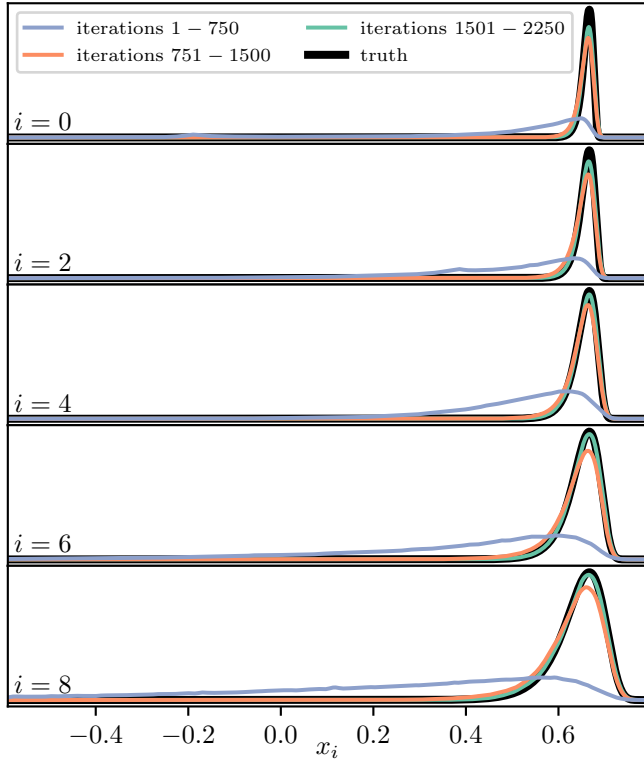 iterations 1 − 750 iterations 1501 − 2250
iterations 751 − 1500 truth
i = 0
i = 2
i = 4
i = 6
i = 8
−0.4 −0.2 0.0 0.2 0.4 0.6
x_i